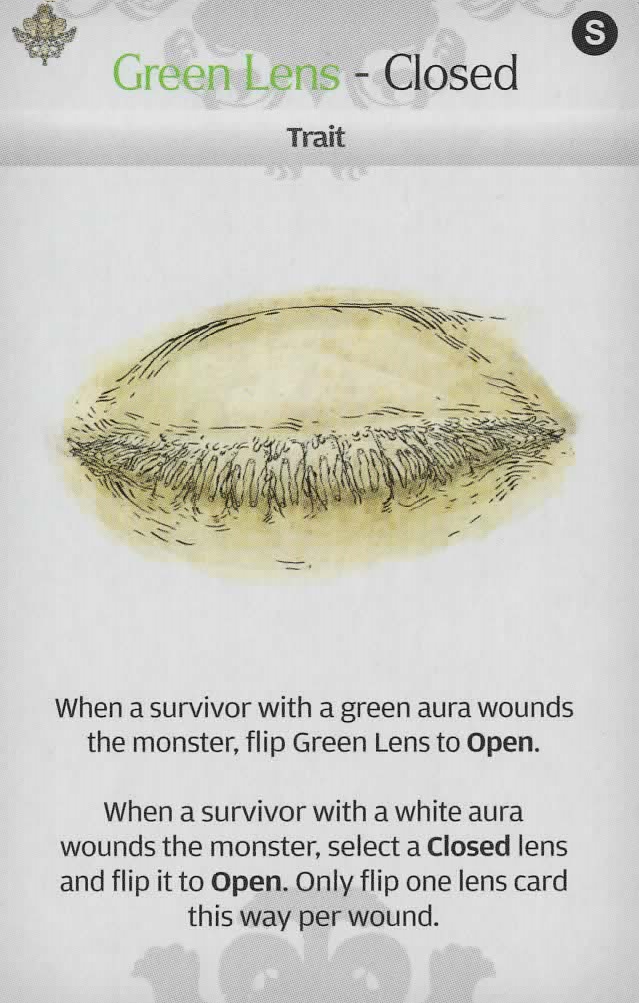 S
Green Lens - Closed
Trait
When a survivor with a green aura wounds
the monster, flip Green Lens to Open.
When a survivor with a white aura
wounds the monster, select a Closed lens
and flip it to Open. Only flip one lens card
this way per wound.